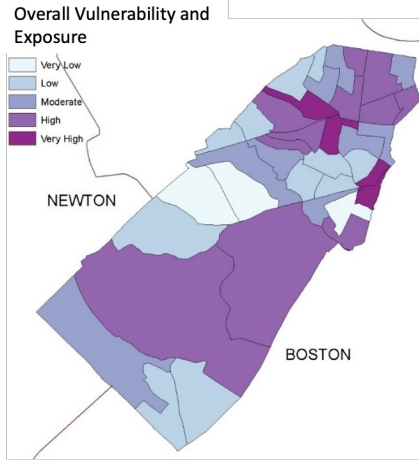 Overall Vulnerability and
Exposure
Very Low
Low
Moderate
High
Very High
NEWTON
BOSTON